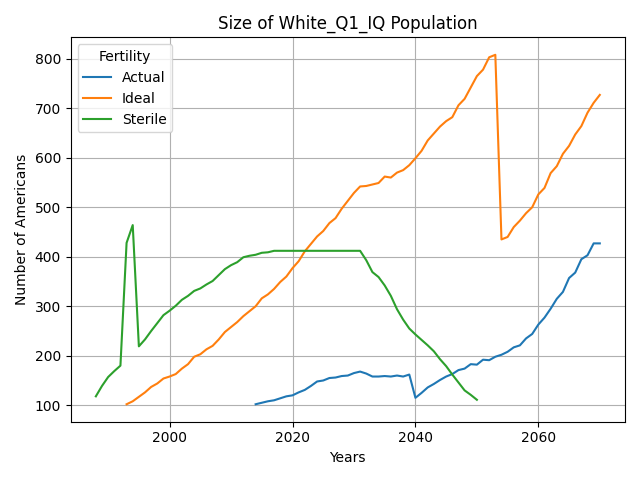 Size of White_Q1_IQ Population
Fertility
Actual
Ideal
Sterile
Number of Americans
800
700
600
500
400
300
200
100
2000
2020
2040
2060
Years